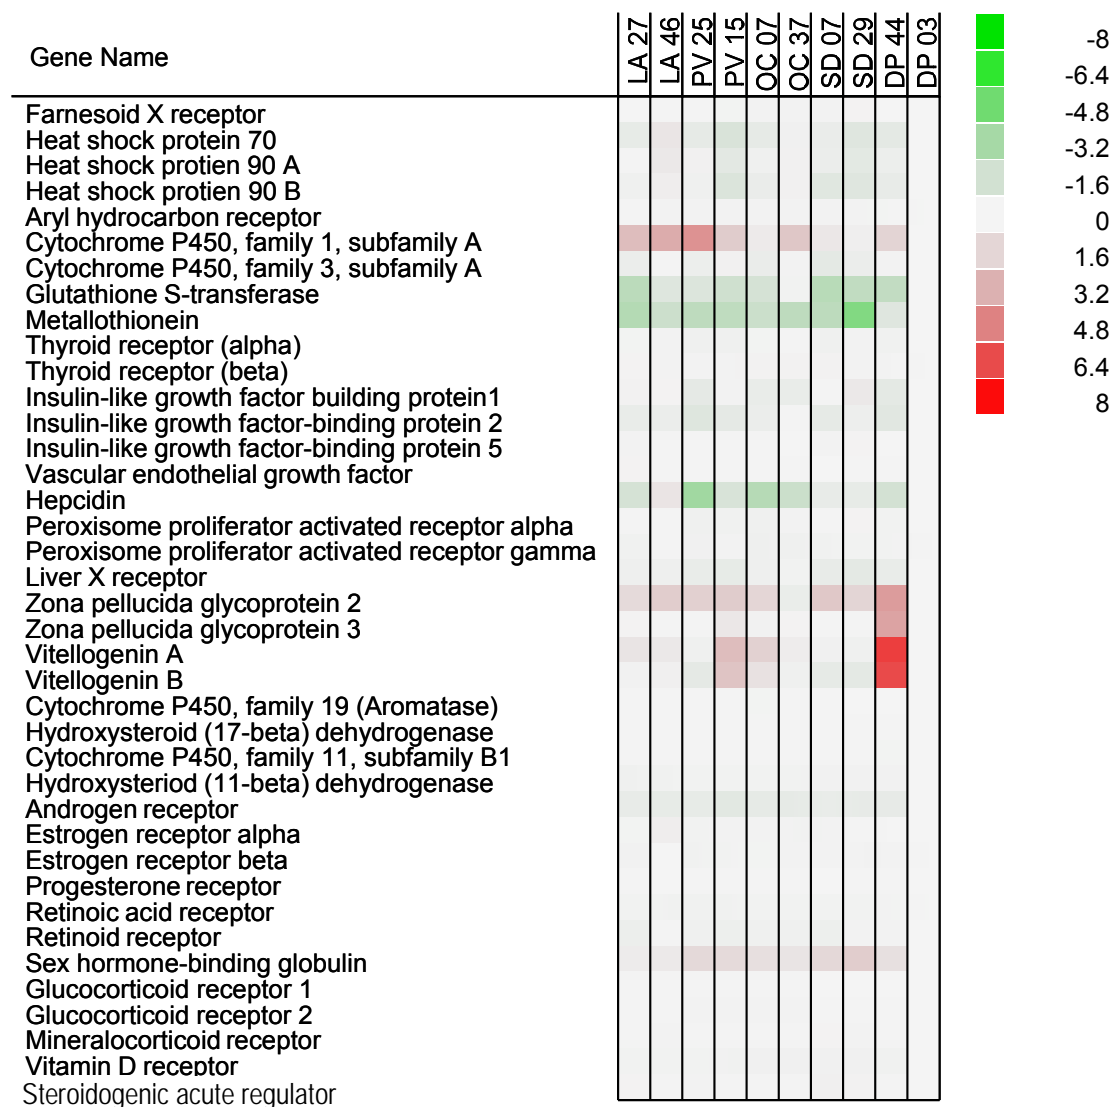 Gene Name
LA 27
LA 46
PV 25
PV 15
OC 07
OC 37
SD 07
SD 29
DP 44
DP 03
-8
-6.4
-4.8
-3.2
-1.6
0
1.6
3.2
4.8
6.4
8
Farnesoid X receptor
Heat shock protein 70
Heat shock protien 90 A
Heat shock protien 90 B
Aryl hydrocarbon receptor
Cytochrome P450, family 1, subfamily A
Cytochrome P450, family 3, subfamily A
Glutathione S-transferase
Metallothionein
Thyroid receptor (alpha)
Thyroid receptor (beta)
Insulin-like growth factor building protein1
Insulin-like growth factor-binding protein 2
Insulin-like growth factor-binding protein 5
Vascular endothelial growth factor
Hepcidin
Peroxisome proliferator activated receptor alpha
Peroxisome proliferator activated receptor gamma
Liver X receptor
Zona pellucida glycoprotein 2
Zona pellucida glycoprotein 3
Vitellogenin A
Vitellogenin B
Cytochrome P450, family 19 (Aromatase)
Hydroxysteroid (17-beta) dehydrogenase
Cytochrome P450, family 11, subfamily B1
Hydroxysteriod (11-beta) dehydrogenase
Androgen receptor
Estrogen receptor alpha
Estrogen receptor beta
Progesterone receptor
Retinoic acid receptor
Retinoid receptor
Sex hormone-binding globulin
Glucocorticoid receptor 1
Glucocorticoid receptor 2
Mineralocorticoid receptor
Vitamin D receptor
Steroidogenic acute regulator